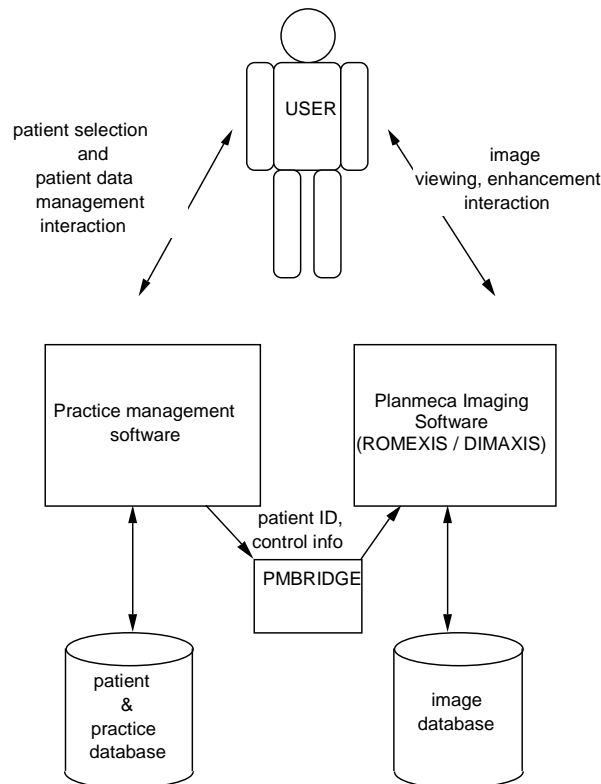 USER
patient selection
and
patient data
management
interaction
image
viewing, enhancement
interaction
Practice management
software
Planmeca Imaging
Software
(ROMEXIS / DIMAXIS)
patient ID,
control info
PMBRIDGE
patient
&
practice
database
image
database